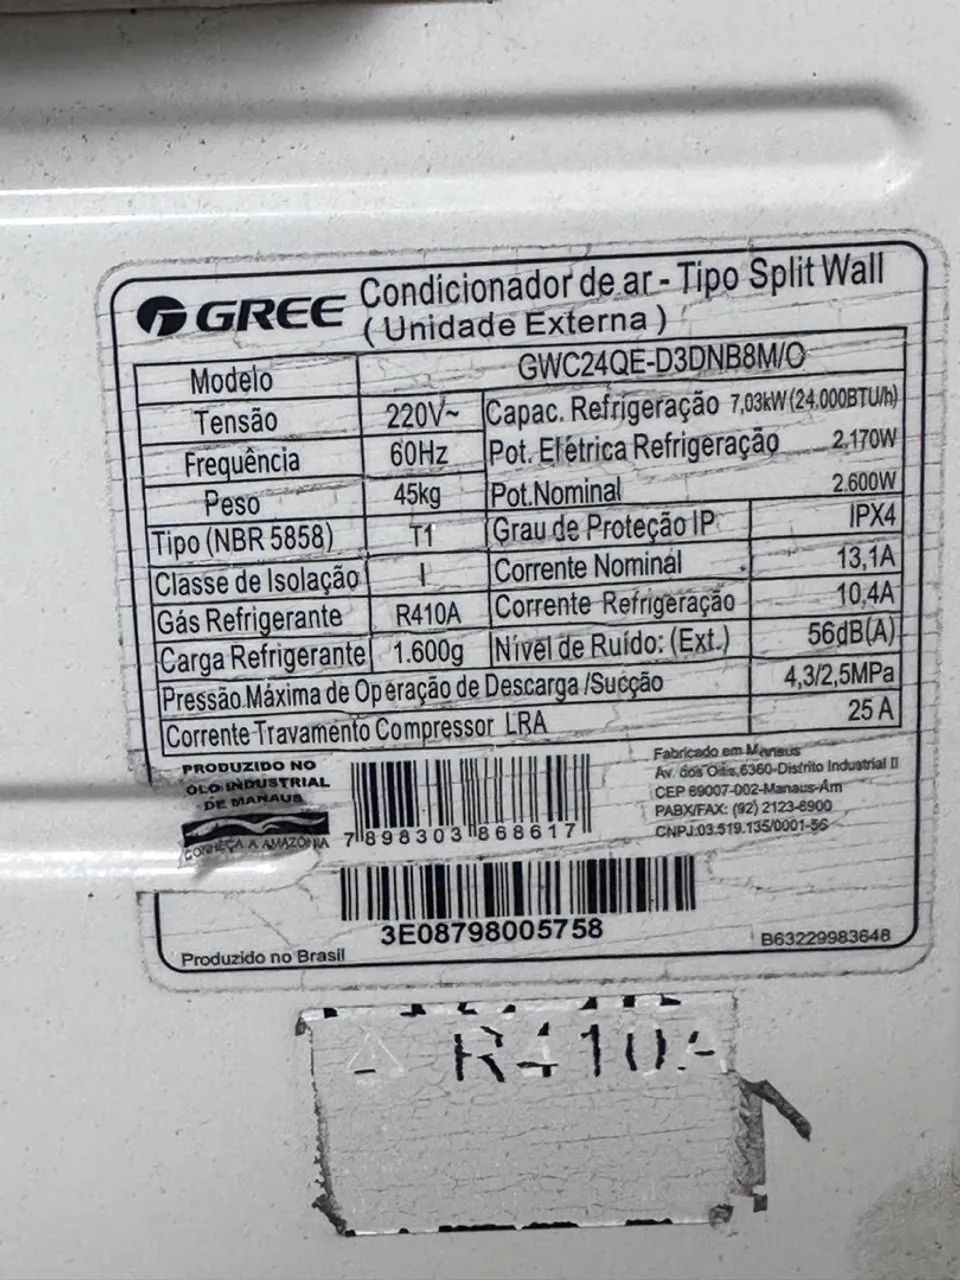 GREE Condicionador de ar - Tipo Split Wall
(Unidade Externa)
Modelo GWC24QE-D3DNB8M/O
Tensão 220V~ Capac. Refrigeração 7,03kW(24.000BTU/h)
Frequência 60Hz Pot. Elétrica Refrigeração 2.170W
Peso 45kg Pot.Nominal 2.600W
Tipo (NBR 5858) T1 Grau de Proteção IP IPX4
Classe de Isolação I Corrente Nominal 13,1A
Gás Refrigerante R410A Corrente Refrigeração 10,4A
Carga Refrigerante 1.600g Nível de Ruído: (Ext.) 56dB(A)
Pressão Máxima de Operação de Descarga /Sucção 4,3/2,5MPa
Corrente Travamento Compressor LRA 25 A
PRODUZIDO NO
OLO INDUSTRIAL
DE MANAUS
CONHEÇA A AMAZÔNIA
7 898303 868617
Fabricado em Manaus
Av. dos Oitis,6360-Distrito Industrial II
CEP 69007-002-Manaus-Am
PABX/FAX: (92) 2123-6900
CNPJ:03.519.135/0001-56
3E08798005758
Produzido no Brasil
B63229983648
R410A